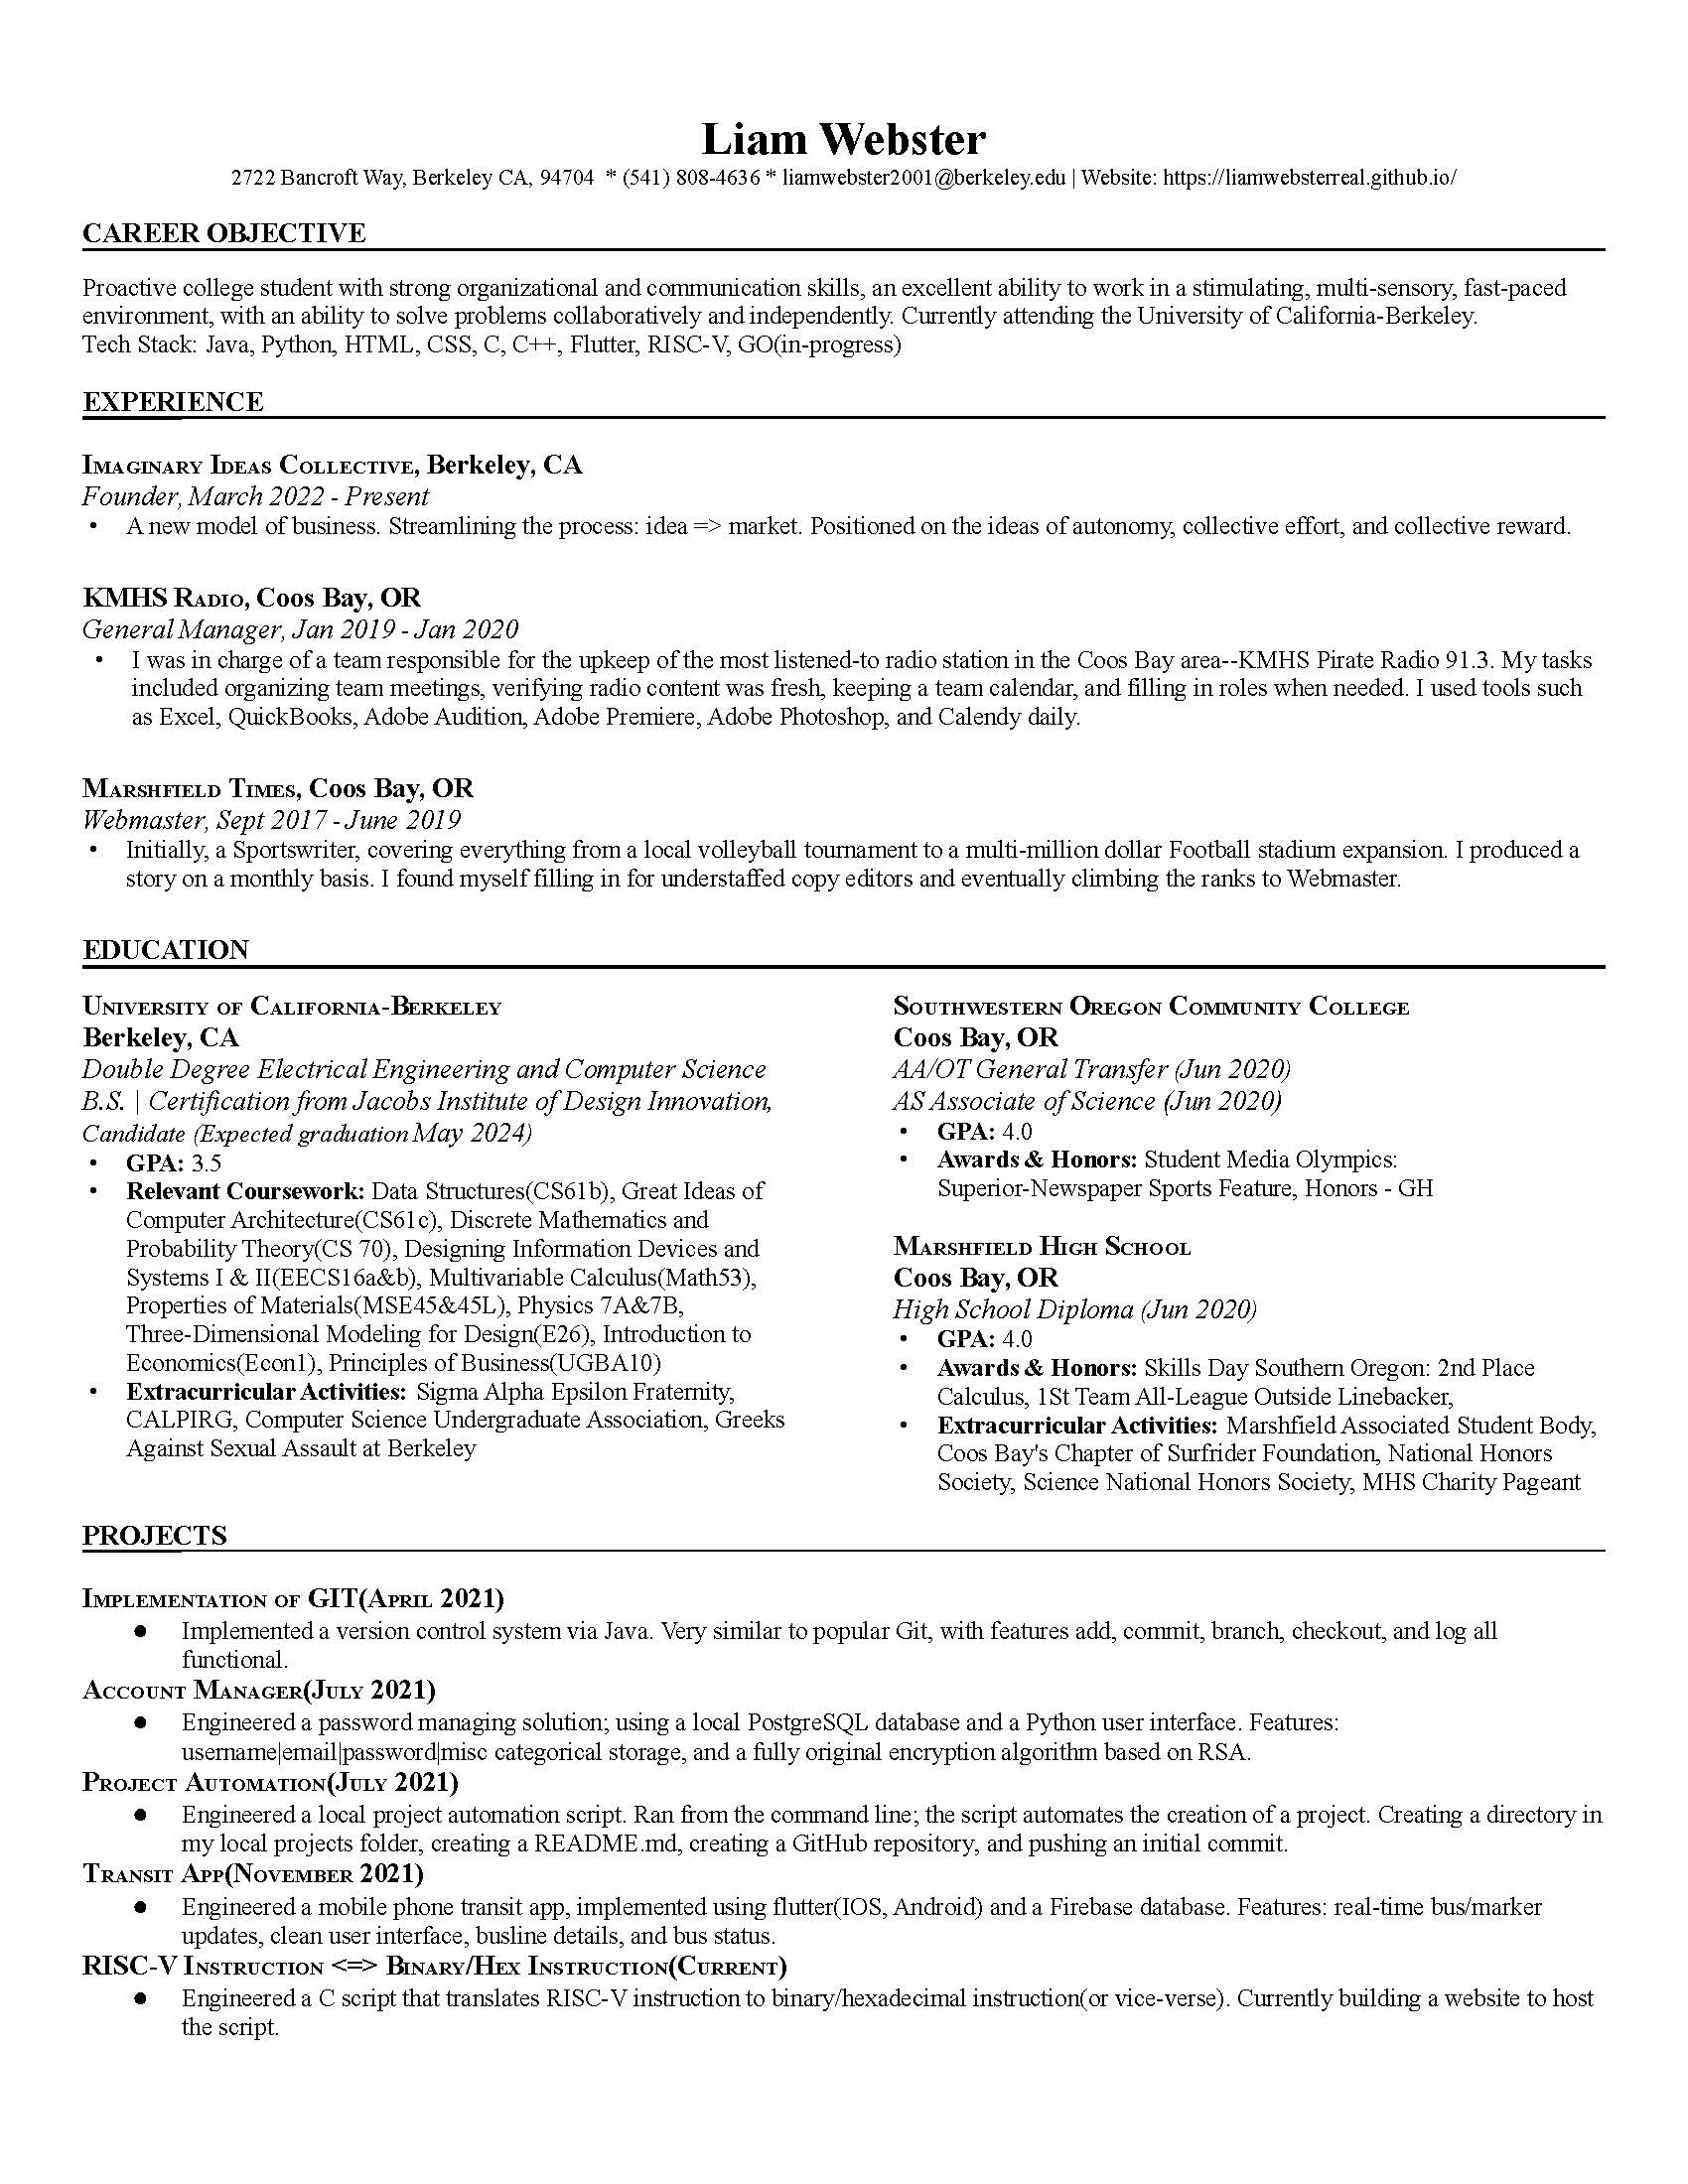 Liam Webster
2722 Bancroft Way, Berkeley CA, 94704 * (541) 808-4636 * liamwebster2001@berkeley.edu | Website: https://liamwebsterreal.github.io/
CAREER OBJECTIVE
Proactive college student with strong organizational and communication skills, an excellent ability to work in a stimulating, multi-sensory, fast-paced
environment, with an ability to solve problems collaboratively and independently. Currently attending the University of California-Berkeley.
Tech Stack: Java, Python, HTML, CSS, C, C++, Flutter, RISC-V, GO(in-progress)
EXPERIENCE
Imaginary Ideas Collective, Berkeley, CA
Founder, March 2022 - Present
• A new model of business. Streamlining the process: idea => market. Positioned on the ideas of autonomy, collective effort, and collective reward.
KMHS Radio, Coos Bay, OR
General Manager, Jan 2019 - Jan 2020
• I was in charge of a team responsible for the upkeep of the most listened-to radio station in the Coos Bay area--KMHS Pirate Radio 91.3. My tasks
included organizing team meetings, verifying radio content was fresh, keeping a team calendar, and filling in roles when needed. I used tools such
as Excel, QuickBooks, Adobe Audition, Adobe Premiere, Adobe Photoshop, and Calendy daily.
Marshfield Times, Coos Bay, OR
Webmaster, Sept 2017 - June 2019
• Initially, a Sportswriter, covering everything from a local volleyball tournament to a multi-million dollar Football stadium expansion. I produced a
story on a monthly basis. I found myself filling in for understaffed copy editors and eventually climbing the ranks to Webmaster.
EDUCATION
University of California-Berkeley
Berkeley, CA
Double Degree Electrical Engineering and Computer Science
B.S. | Certification from Jacobs Institute of Design Innovation,
Candidate (Expected graduation May 2024)
• GPA: 3.5
• Relevant Coursework: Data Structures(CS61b), Great Ideas of
Computer Architecture(CS61c), Discrete Mathematics and
Probability Theory(CS 70), Designing Information Devices and
Systems I & II(EECS16a&b), Multivariable Calculus(Math53),
Properties of Materials(MSE45&45L), Physics 7A&7B,
Three-Dimensional Modeling for Design(E26), Introduction to
Economics(Econ1), Principles of Business(UGBA10)
• Extracurricular Activities: Sigma Alpha Epsilon Fraternity,
CALPIRG, Computer Science Undergraduate Association, Greeks
Against Sexual Assault at Berkeley
Southwestern Oregon Community College
Coos Bay, OR
AA/OT General Transfer (Jun 2020)
AS Associate of Science (Jun 2020)
• GPA: 4.0
• Awards & Honors: Student Media Olympics:
Superior-Newspaper Sports Feature, Honors - GH
Marshfield High School
Coos Bay, OR
High School Diploma (Jun 2020)
• GPA: 4.0
• Awards & Honors: Skills Day Southern Oregon: 2nd Place
Calculus, 1St Team All-League Outside Linebacker,
• Extracurricular Activities: Marshfield Associated Student Body,
Coos Bay's Chapter of Surfrider Foundation, National Honors
Society, Science National Honors Society, MHS Charity Pageant
PROJECTS
Implementation of GIT(April 2021)
● Implemented a version control system via Java. Very similar to popular Git, with features add, commit, branch, checkout, and log all
functional.
Account Manager(July 2021)
● Engineered a password managing solution; using a local PostgreSQL database and a Python user interface. Features:
username|email|password|misc categorical storage, and a fully original encryption algorithm based on RSA.
Project Automation(July 2021)
● Engineered a local project automation script. Ran from the command line; the script automates the creation of a project. Creating a directory in
my local projects folder, creating a README.md, creating a GitHub repository, and pushing an initial commit.
Transit App(November 2021)
● Engineered a mobile phone transit app, implemented using flutter(IOS, Android) and a Firebase database. Features: real-time bus/marker
updates, clean user interface, busline details, and bus status.
RISC-V Instruction <=> Binary/Hex Instruction(Current)
● Engineered a C script that translates RISC-V instruction to binary/hexadecimal instruction(or vice-verse). Currently building a website to host
the script.